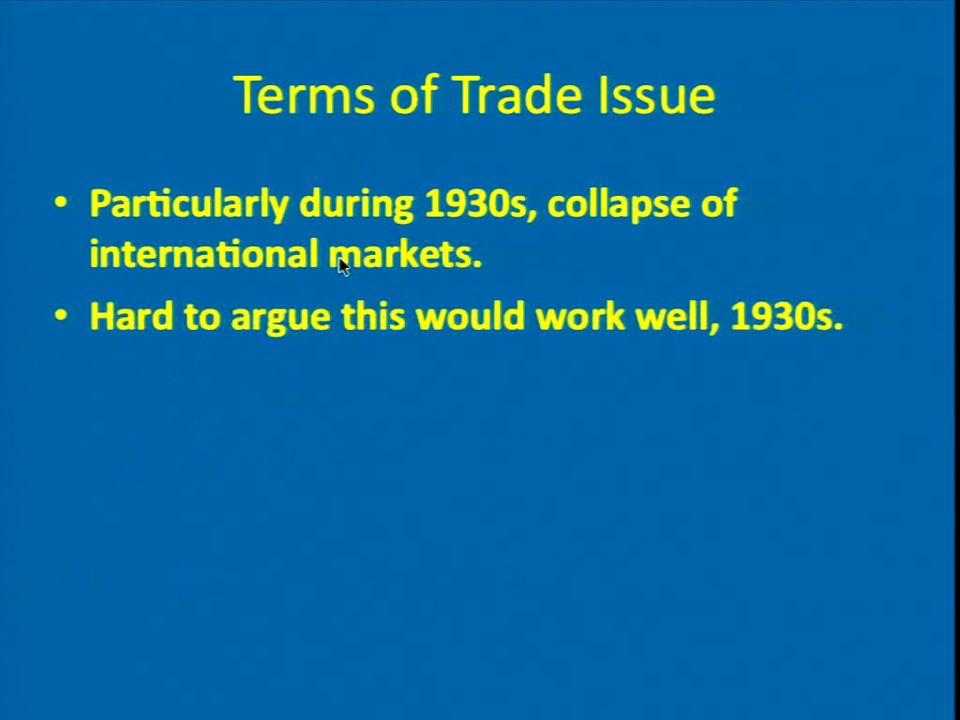 Terms of Trade Issue
• Particularly during 1930s, collapse of
international markets.
• Hard to argue this would work well, 1930s.